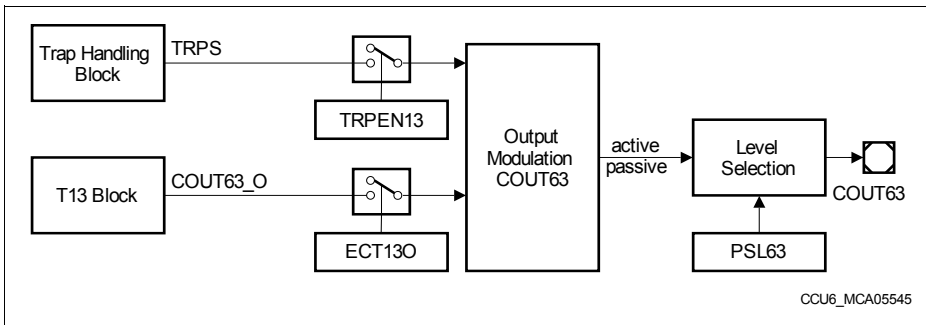 Trap Handling
Block
TRPS
TRPEN13
T13 Block
COUT63_O
ECT13O
Output
Modulation
COUT63
active
passive
Level
Selection
PSL63
COUT63
CCU6_MCA05545